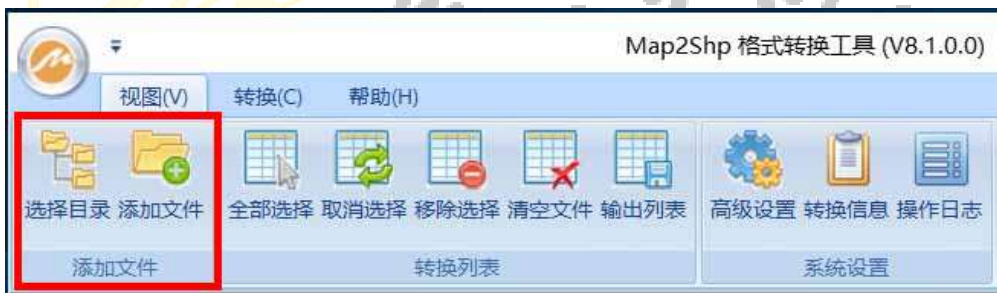 Map2Shp 格式转换工具 (V8.1.0.0)
视图(V) 转换(C) 帮助(H)
选择目录 添加文件 全部选择 取消选择 移除选择 清空文件 输出列表 高级设置 转换信息 操作日志
添加文件 转换列表 系统设置